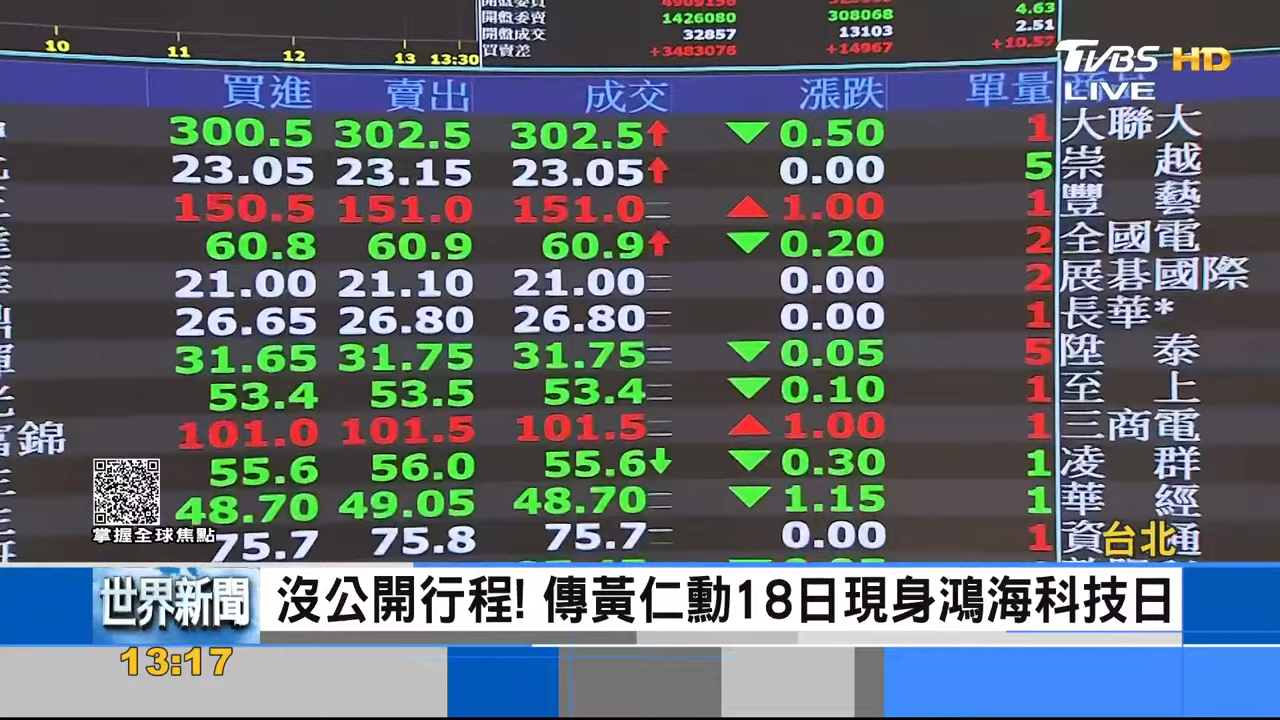 開盤委賣 1426080 308068 4.63
開盤成交 32857 13103 2.51
買賣差 +3483076 +14967 +10.57
10 11 12 13 13:30
TVBS HD
LIVE
買進 賣出 成交 漲跌 單量
300.5 302.5 302.5↑ ▼0.50 1 大聯大
23.05 23.15 23.05↑ 0.00 5 崇越
150.5 151.0 151.0 ▲1.00 1 豐藝
60.8 60.9 60.9↑ ▼0.20 2 全國電
21.00 21.10 21.00 0.00 2 展碁國際
26.65 26.80 26.80 0.00 1 長華*
31.65 31.75 31.75 ▼0.05 5 陞泰
53.4 53.5 53.4 ▼0.10 1 至上
錦 101.0 101.5 101.5 ▲1.00 1 三商電
55.6 56.0 55.6↓ ▼0.30 1 凌群
48.70 49.05 48.70 ▼1.15 1 華經
75.7 75.8 75.7 0.00 1 資通
掌握全球焦點
台北
世界新聞
沒公開行程! 傳黃仁勳18日現身鴻海科技日
13:17